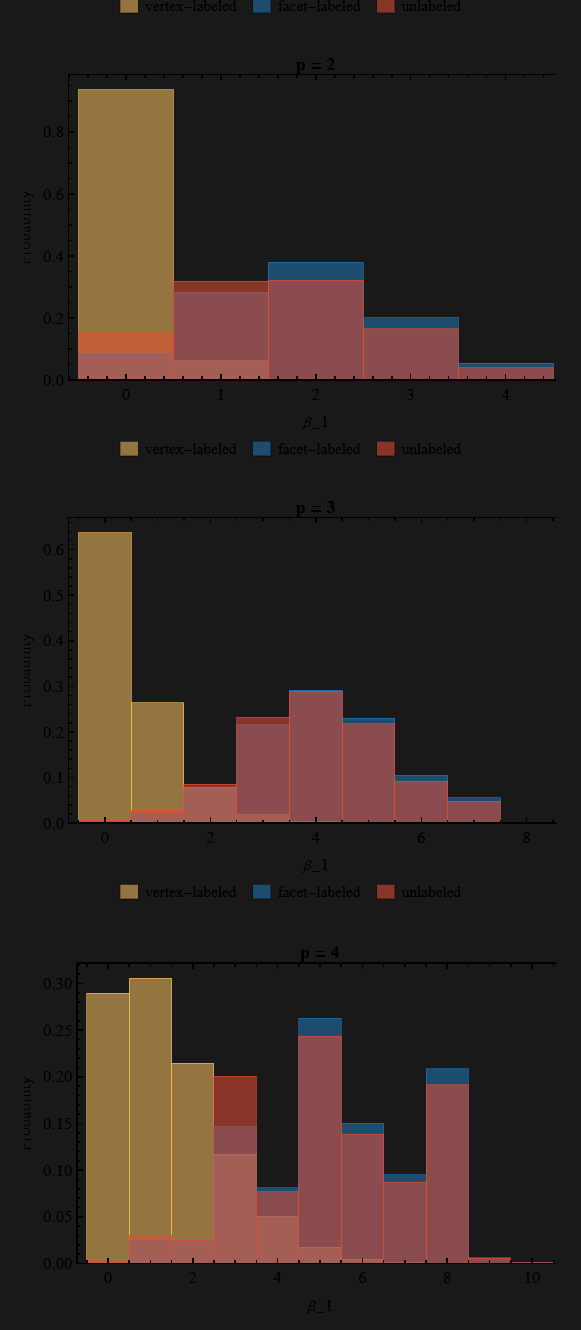 vertex–labeled facet–labeled unlabeled
p = 2
Probability
0.8
0.6
0.4
0.2
0.0
0 1 2 3 4
β_1
vertex–labeled facet–labeled unlabeled
p = 3
Probability
0.6
0.5
0.4
0.3
0.2
0.1
0.0
0 2 4 6 8
β_1
vertex–labeled facet–labeled unlabeled
p = 4
Probability
0.30
0.25
0.20
0.15
0.10
0.05
0.00
0 2 4 6 8 10
β_1